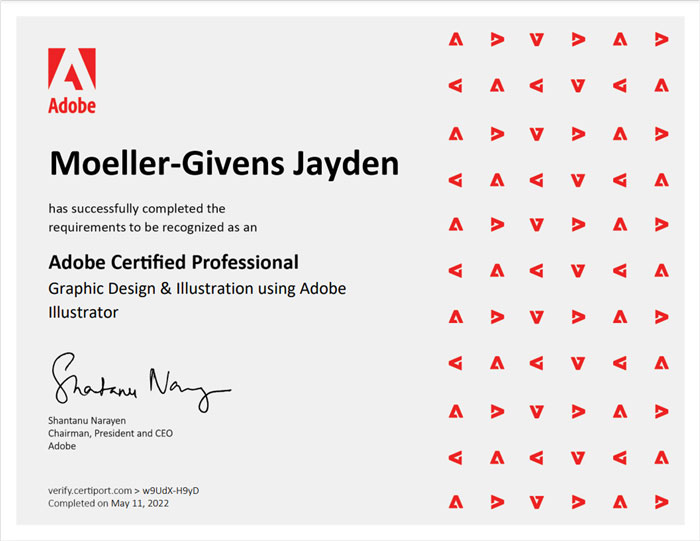 Adobe
Moeller-Givens Jayden
has successfully completed the
requirements to be recognized as an
Adobe Certified Professional
Graphic Design & Illustration using Adobe
Illustrator
Shantanu Naray
Shantanu Narayen
Chairman, President and CEO
Adobe
verify.certiport.com > w9UdX-H9yD
Completed on May 11, 2022